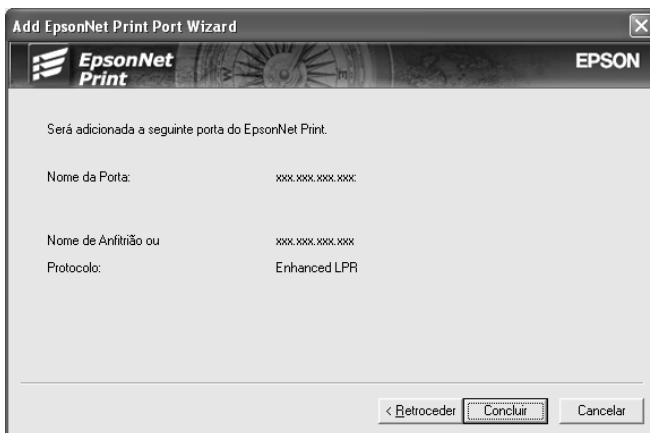 Add EpsonNet Print Port Wizard
EpsonNet
Print
EPSON
Será adicionada a seguinte porta do EpsonNet Print.
Nome da Porta: xxx.xxx.xxx.xxx:
Nome de Anfitrião ou xxx.xxx.xxx.xxx
Protocolo: Enhanced LPR
< Retroceder Concluir Cancelar